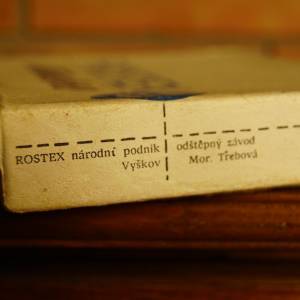 ROSTEX národní podnik
Vyškov
odštěpný závod
Mor. Třebová